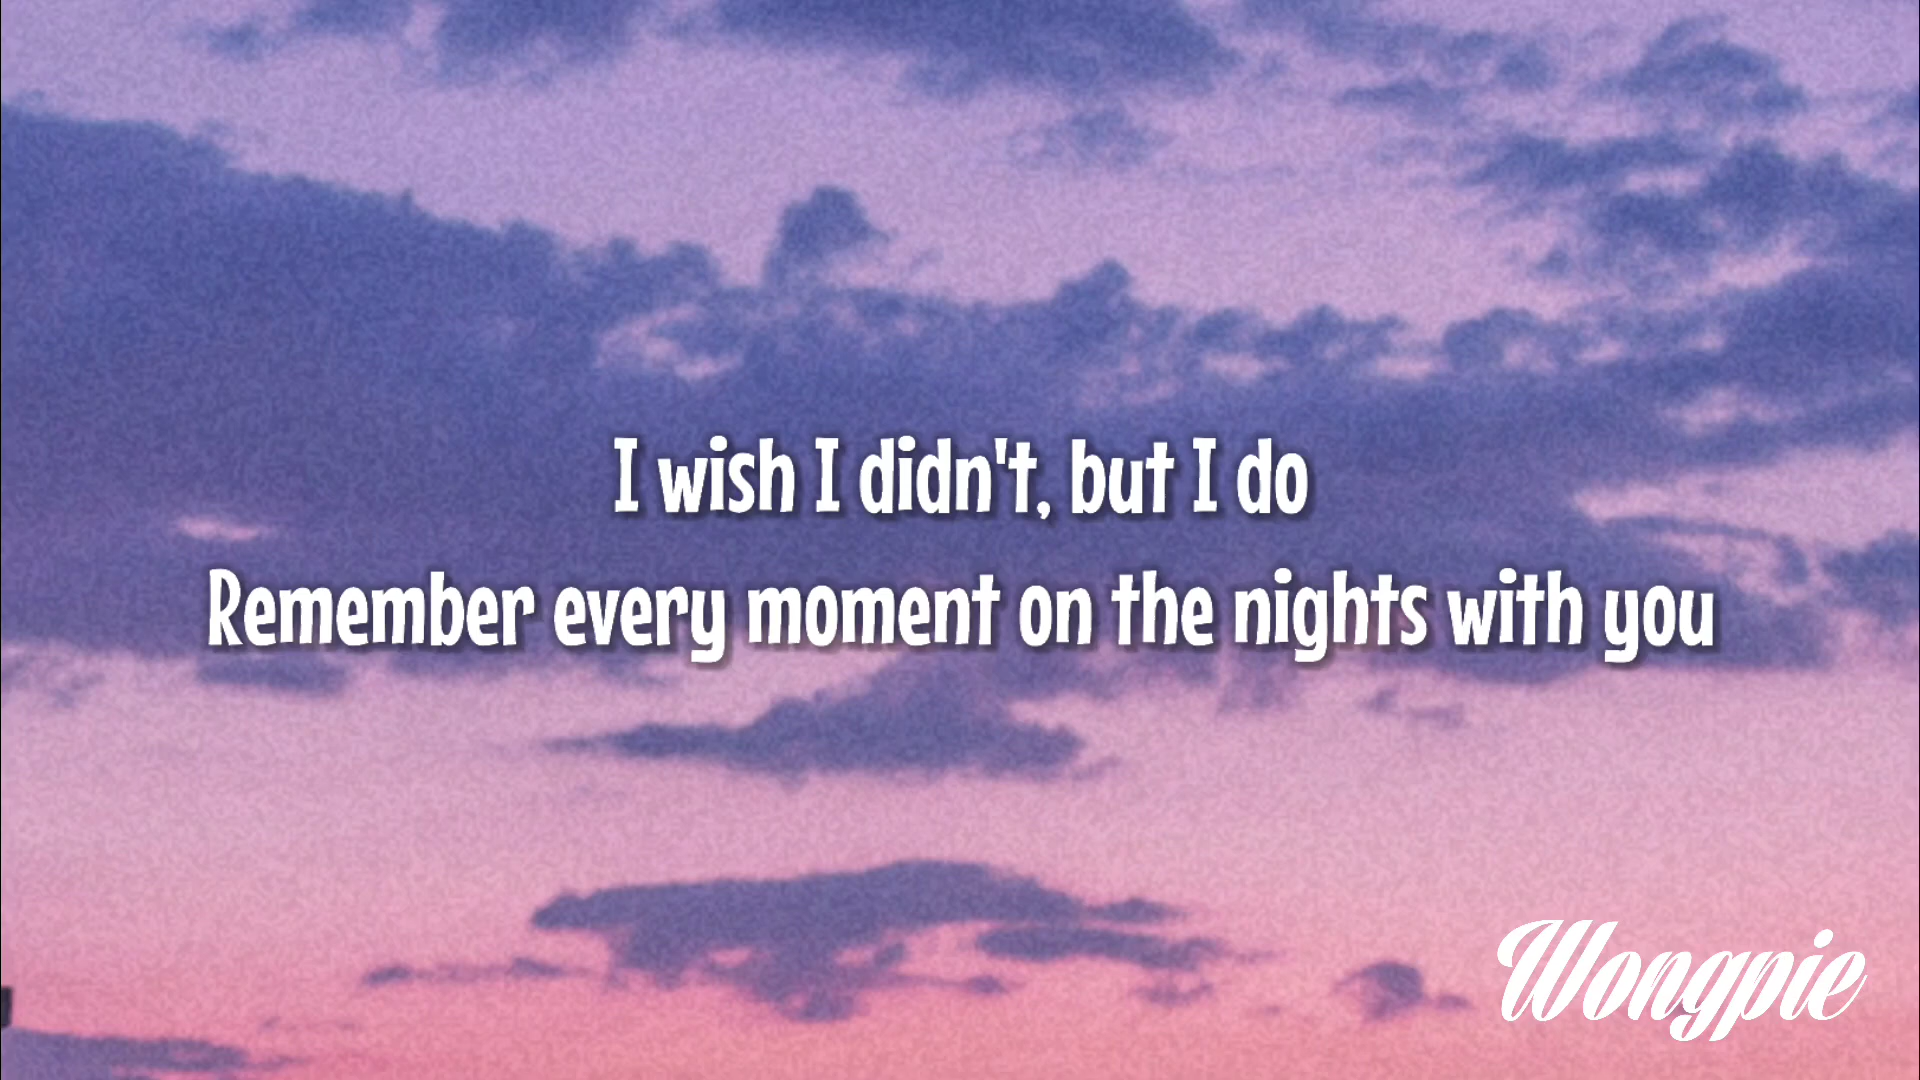 I wish I didn't, but I do
Remember every moment on the nights with you
Wongpie